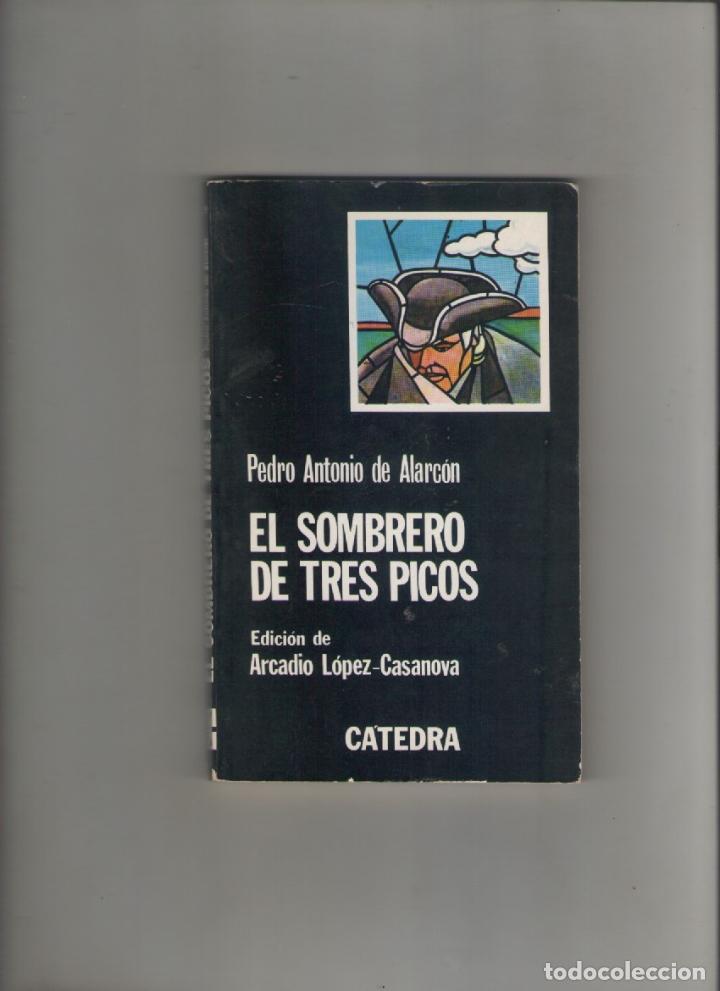 Pedro Antonio de Alarcón
EL SOMBRERO
DE TRES PICOS
Edición de
Arcadio López-Casanova
CATEDRA
EL SOMBRERO DE TRES PICOS
todocoleccion